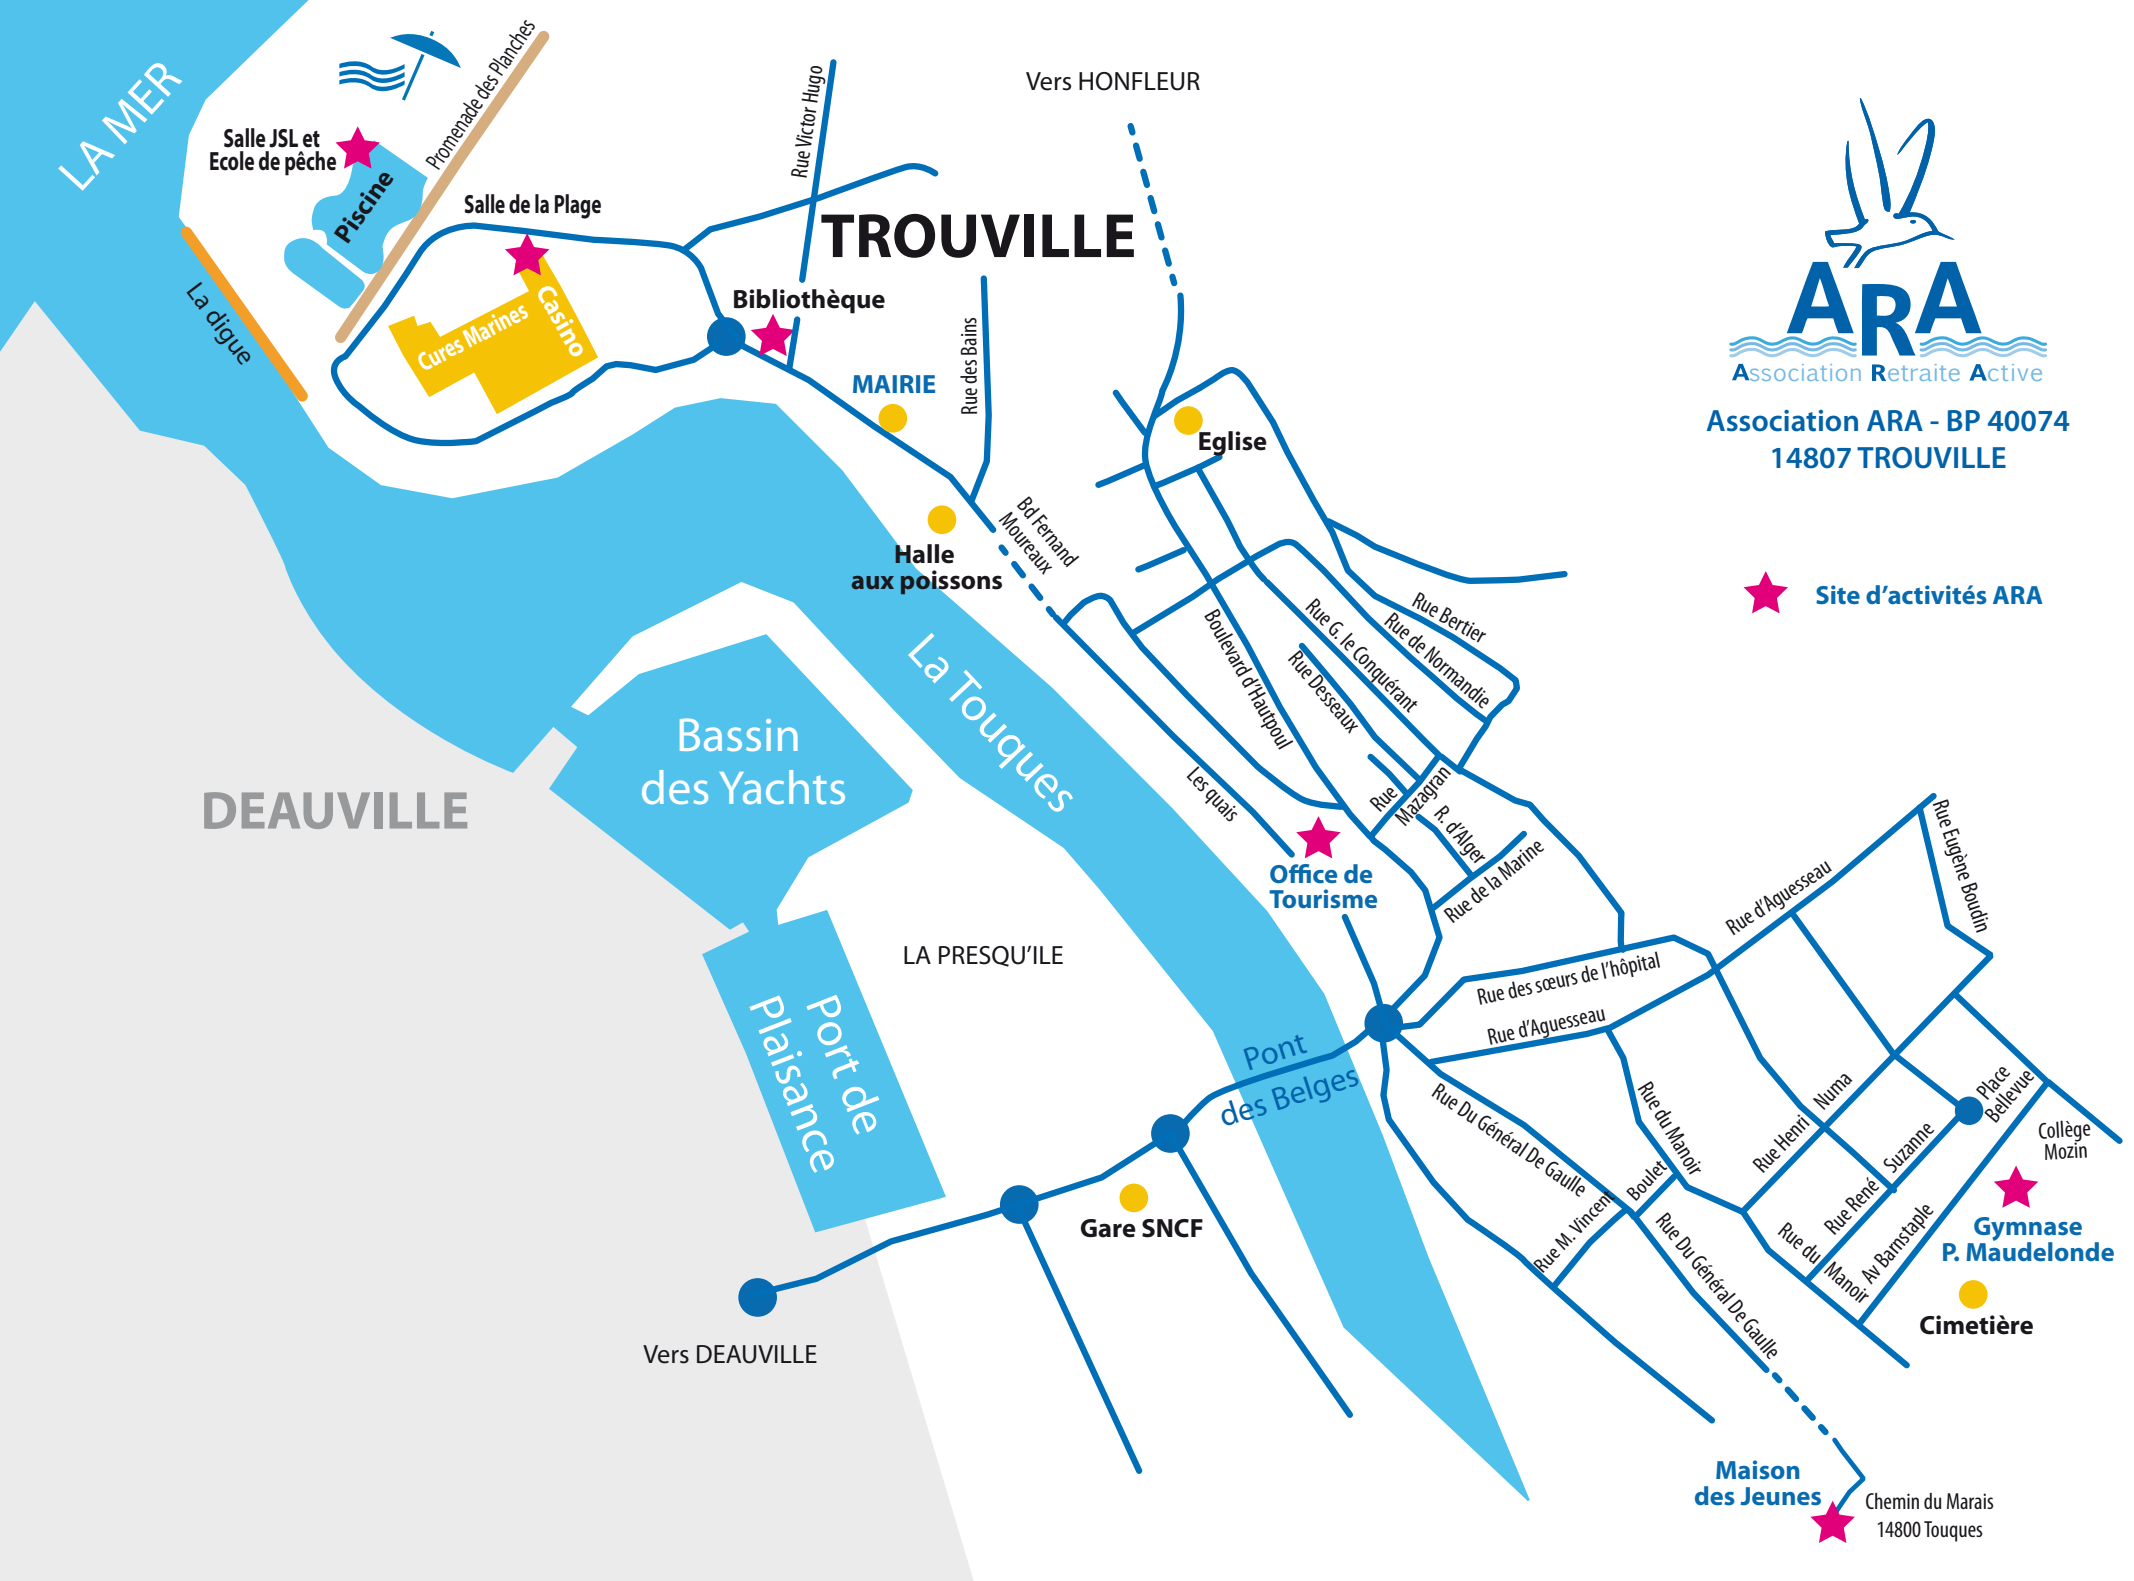 LA MER
Promenade des Planches
Salle JSL et
Ecole de pêche
Piscine
La digue
Salle de la Plage
Cures Marines
Casino
Rue Victor Hugo
Vers HONFLEUR
TROUVILLE
Bibliothèque
MAIRIE
Rue des Bains
Halle
aux poissons
Bd Fernand
Moureaux
Eglise
ARA
Association Retraite Active
Association ARA - BP 40074
14807 TROUVILLE
Site d'activités ARA
Rue Bertier
Rue de Normandie
Rue G. le Conquérant
Rue Desseaux
Boulevard d'Hautpoul
Les quais
Rue
Mazagran
R. d'Alger
Rue de la Marine
Office de
Tourisme
La Touques
Bassin
des Yachts
DEAUVILLE
LA PRESQU'ILE
Port de
Plaisance
Pont
des Belges
Gare SNCF
Vers DEAUVILLE
Rue des sœurs de l'hôpital
Rue d'Aguesseau
Rue d'Aguesseau
Rue Eugène Boudin
Rue Du Général De Gaulle
Rue du Manoir
Rue M. Vincent
Boulet
Rue Henri
Numa
Place
Bellevue
Rue René
Suzanne
Rue du
Manoir
Av Barnstaple
Collège
Mozin
Gymnase
P. Maudelonde
Cimetière
Rue Du Général De Gaulle
Maison
des Jeunes
Chemin du Marais
14800 Touques